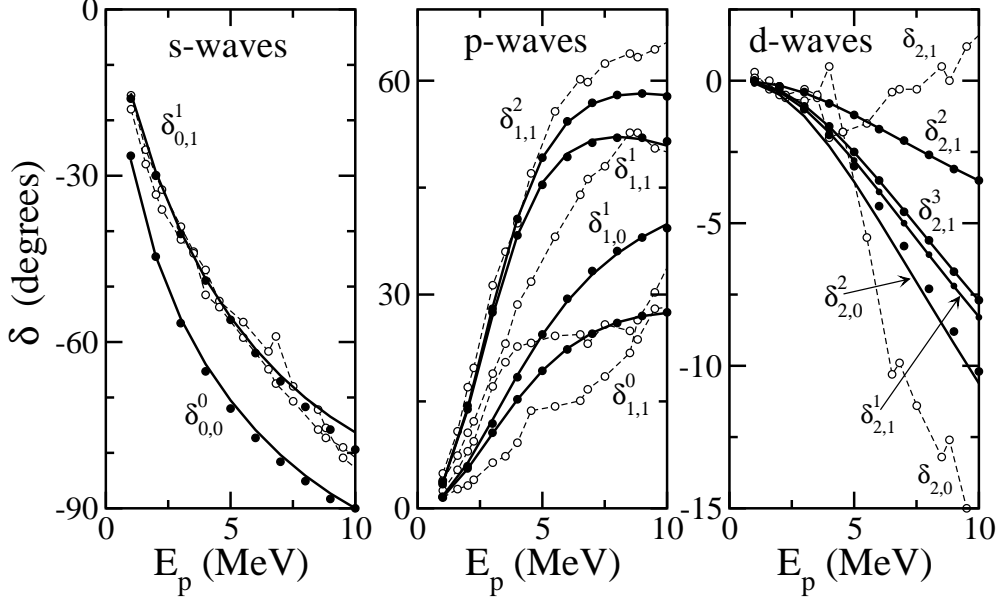 s-waves
p-waves
d-waves
δ (degrees)
0
-30
-60
-90
0
5
10
E_p (MeV)
δ^1_{0,1}
δ^0_{0,0}
60
30
0
0
5
10
E_p (MeV)
δ^2_{1,1}
δ^1_{1,1}
δ^1_{1,0}
δ^0_{1,1}
0
-5
-10
-15
0
5
10
E_p (MeV)
δ_{2,1}
δ^2_{2,1}
δ^3_{2,1}
δ^2_{2,0}
δ^1_{2,1}
δ_{2,0}